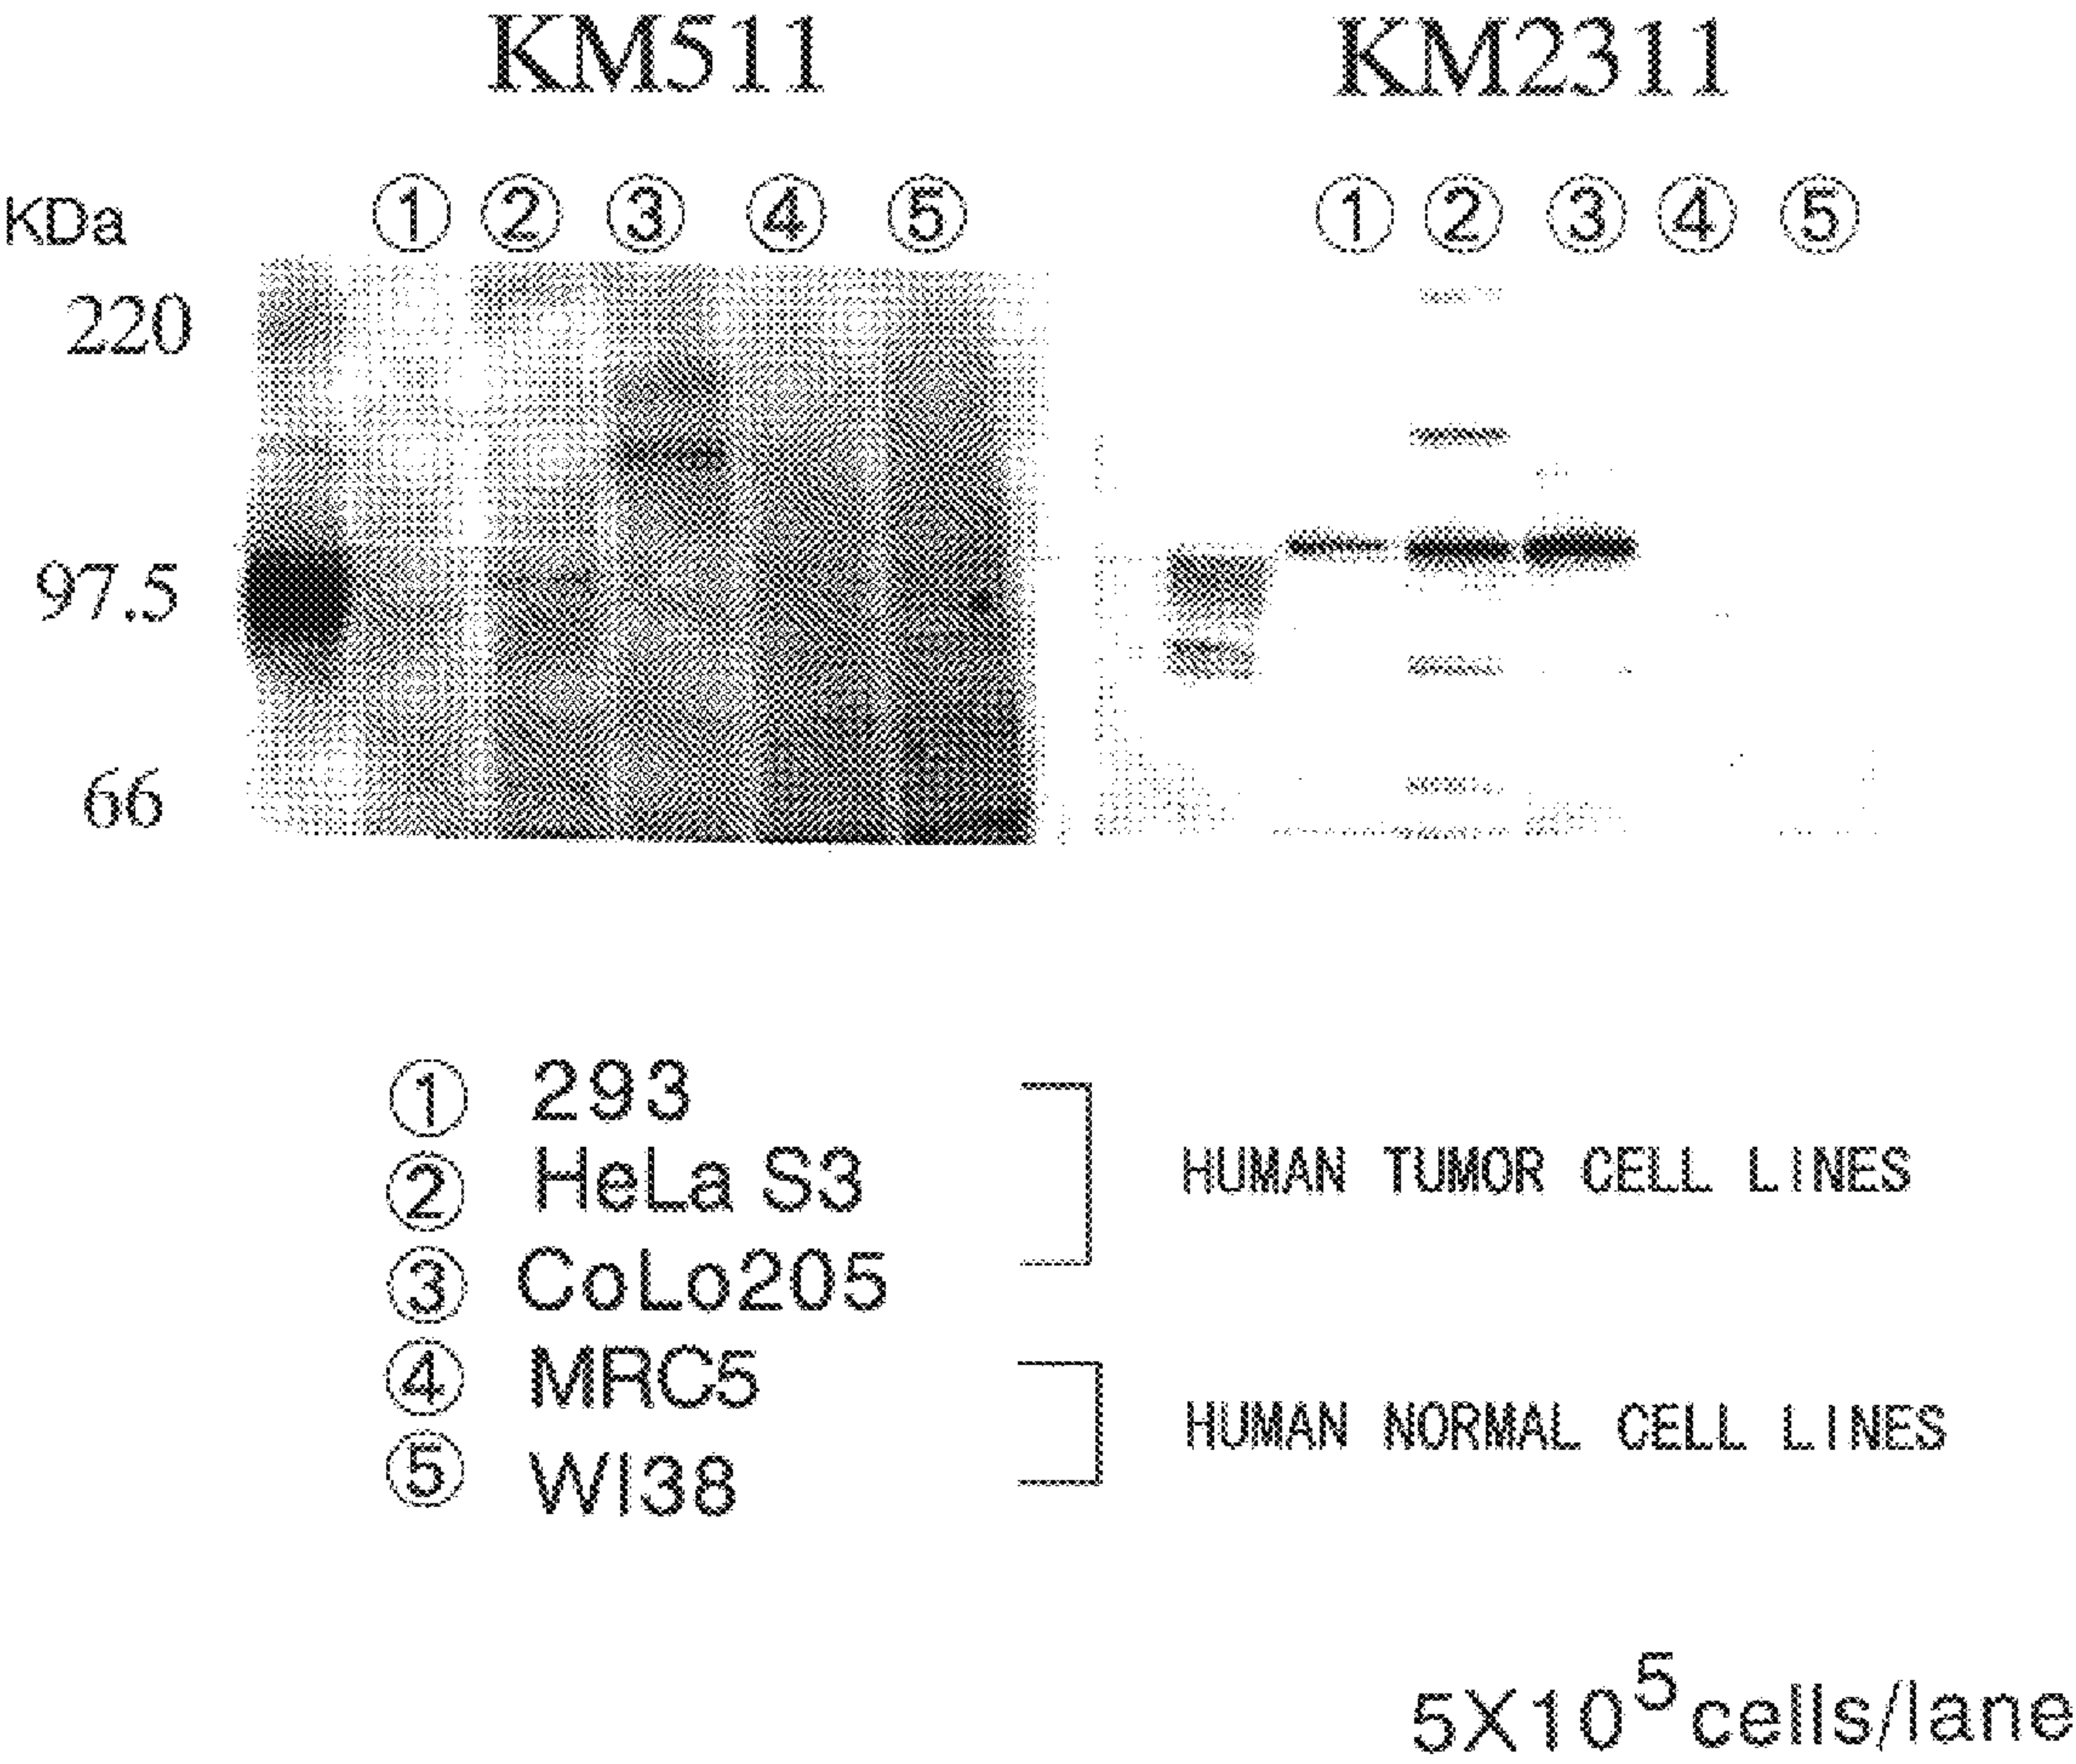 KM511 KM2311
KDa ① ② ③ ④ ⑤ ① ② ③ ④ ⑤
220
97.5
66
① 293
② HeLa S3 HUMAN TUMOR CELL LINES
③ CoLo205
④ MRC5
HUMAN NORMAL CELL LINES
⑤ WI38
5X10⁵cells/lane